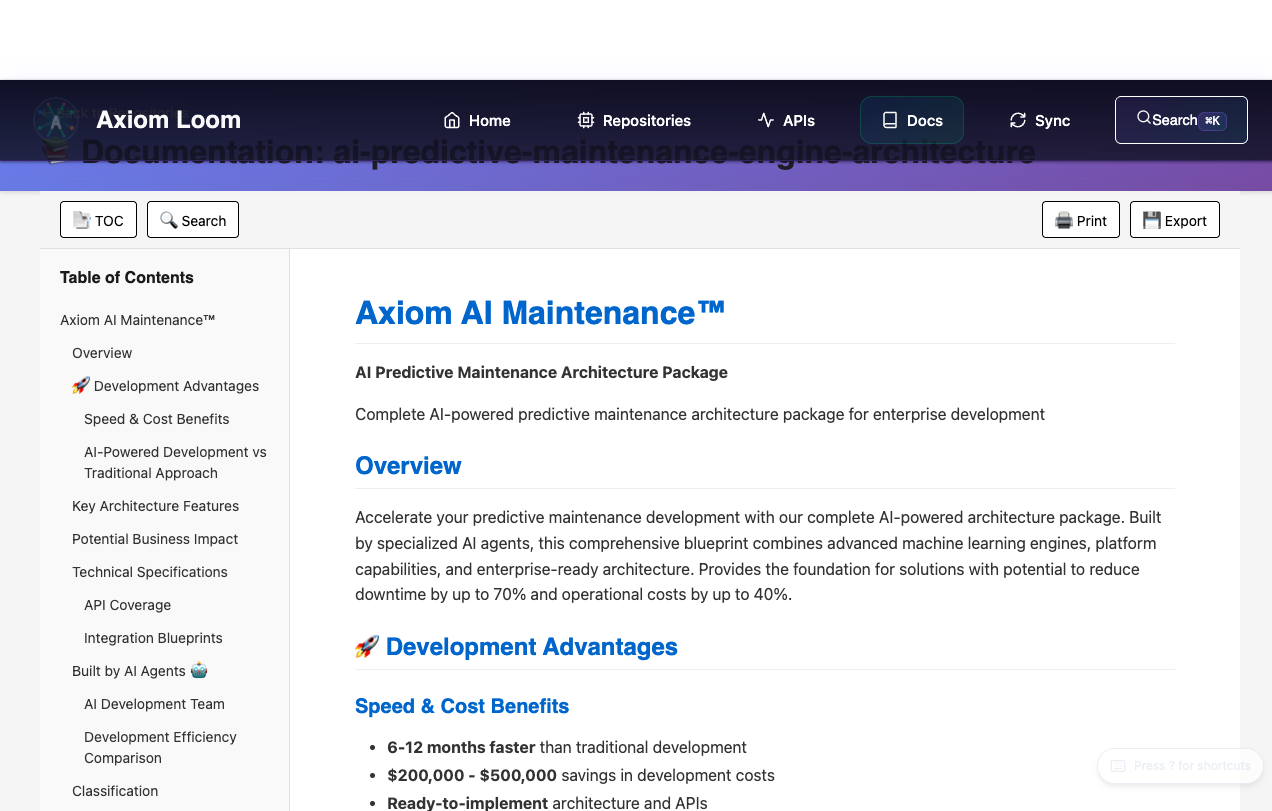 Axiom Loom
Home
Repositories
APIs
Docs
Sync
Search ⌘K
Documentation: ai-predictive-maintenance-engine-architecture
TOC
Search
Print
Export
Table of Contents
Axiom AI Maintenance™
Overview
🚀 Development Advantages
Speed & Cost Benefits
AI-Powered Development vs
Traditional Approach
Key Architecture Features
Potential Business Impact
Technical Specifications
API Coverage
Integration Blueprints
Built by AI Agents 🤖
AI Development Team
Development Efficiency
Comparison
Classification
Axiom AI Maintenance™
AI Predictive Maintenance Architecture Package
Complete AI-powered predictive maintenance architecture package for enterprise development
Overview
Accelerate your predictive maintenance development with our complete AI-powered architecture package. Built
by specialized AI agents, this comprehensive blueprint combines advanced machine learning engines, platform
capabilities, and enterprise-ready architecture. Provides the foundation for solutions with potential to reduce
downtime by up to 70% and operational costs by up to 40%.
🚀 Development Advantages
Speed & Cost Benefits
• 6-12 months faster than traditional development
• $200,000 - $500,000 savings in development costs
• Ready-to-implement architecture and APIs
Press ? for shortcuts